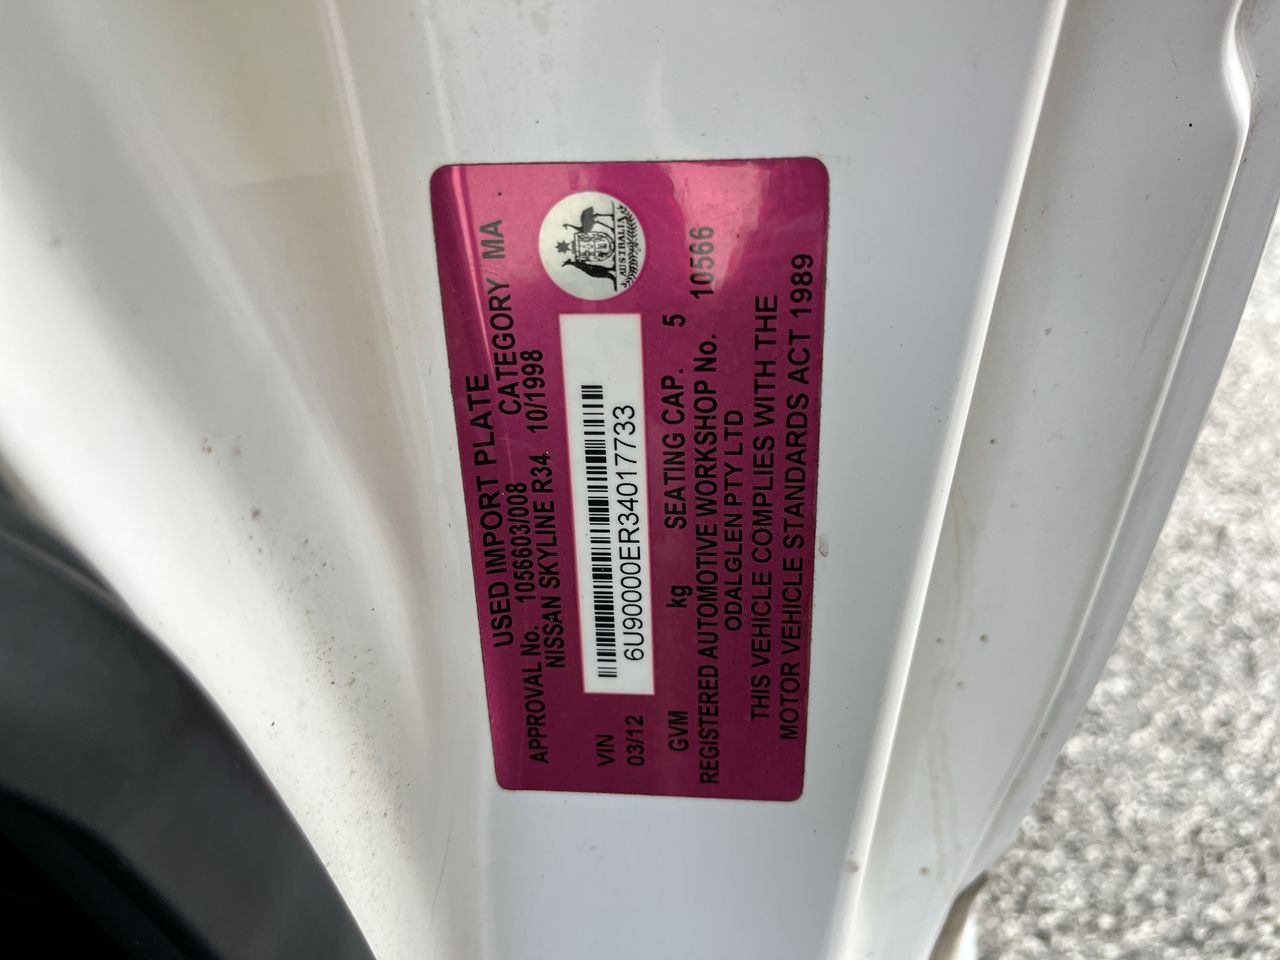 USED IMPORT PLATE
APPROVAL No. 1056603/008 CATEGORY MA
NISSAN SKYLINE R34 10/1998
AUSTRALIA
VIN
03/12 6U90000ER34017733
GVM kg SEATING CAP. 5
REGISTERED AUTOMOTIVE WORKSHOP No. 10566
ODALGLEN PTY LTD
THIS VEHICLE COMPLIES WITH THE
MOTOR VEHICLE STANDARDS ACT 1989